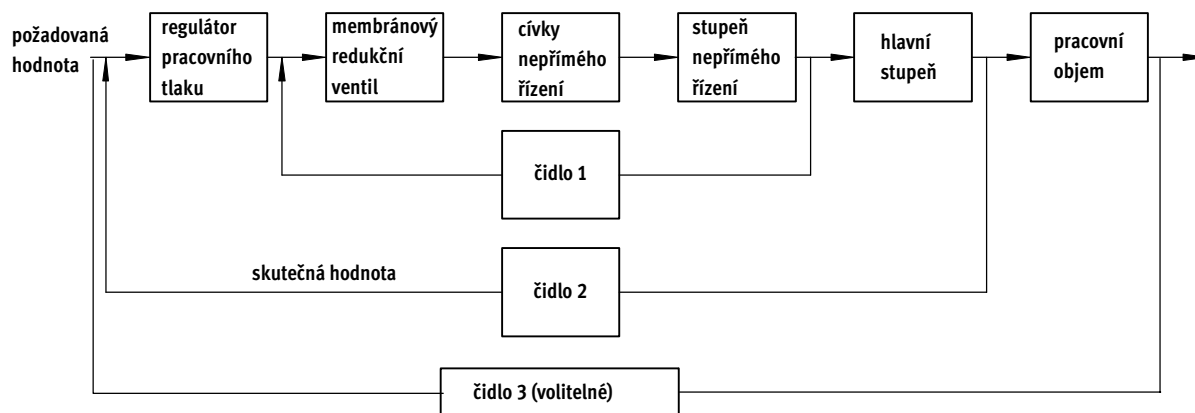 požadovaná
hodnota
regulátor
pracovního
tlaku
membránový
redukční
ventil
cívky
nepřímého
řízení
stupeň
nepřímého
řízení
hlavní
stupeň
pracovní
objem
čidlo 1
skutečná hodnota
čidlo 2
čidlo 3 (volitelné)